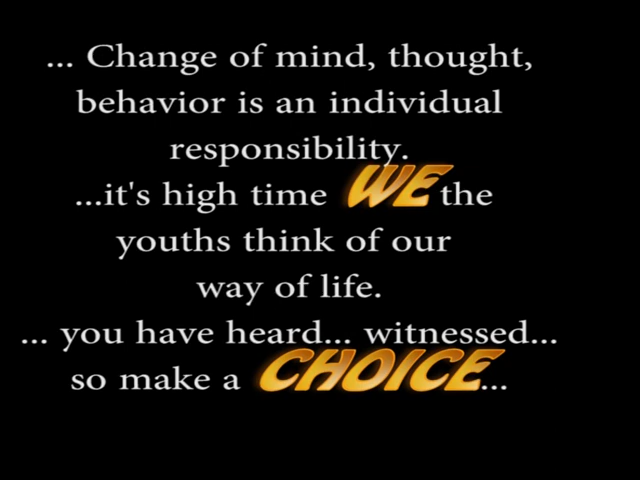 ... Change of mind, thought,
behavior is an individual
responsibility.
...it's high time WE the
youths think of our
way of life.
... you have heard... witnessed...
so make a CHOICE...